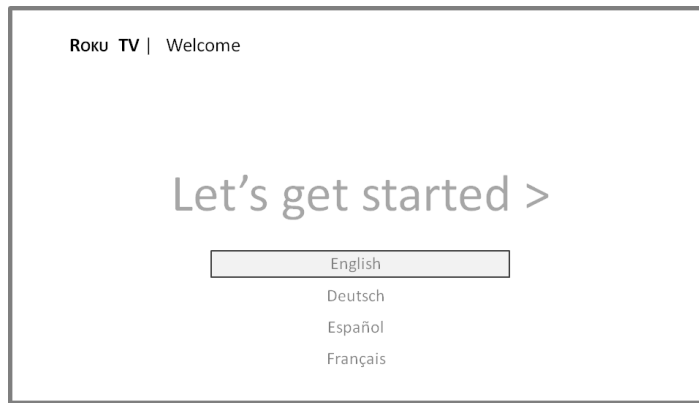 Roku TV | Welcome
Let’s get started >
English
Deutsch
Español
Français